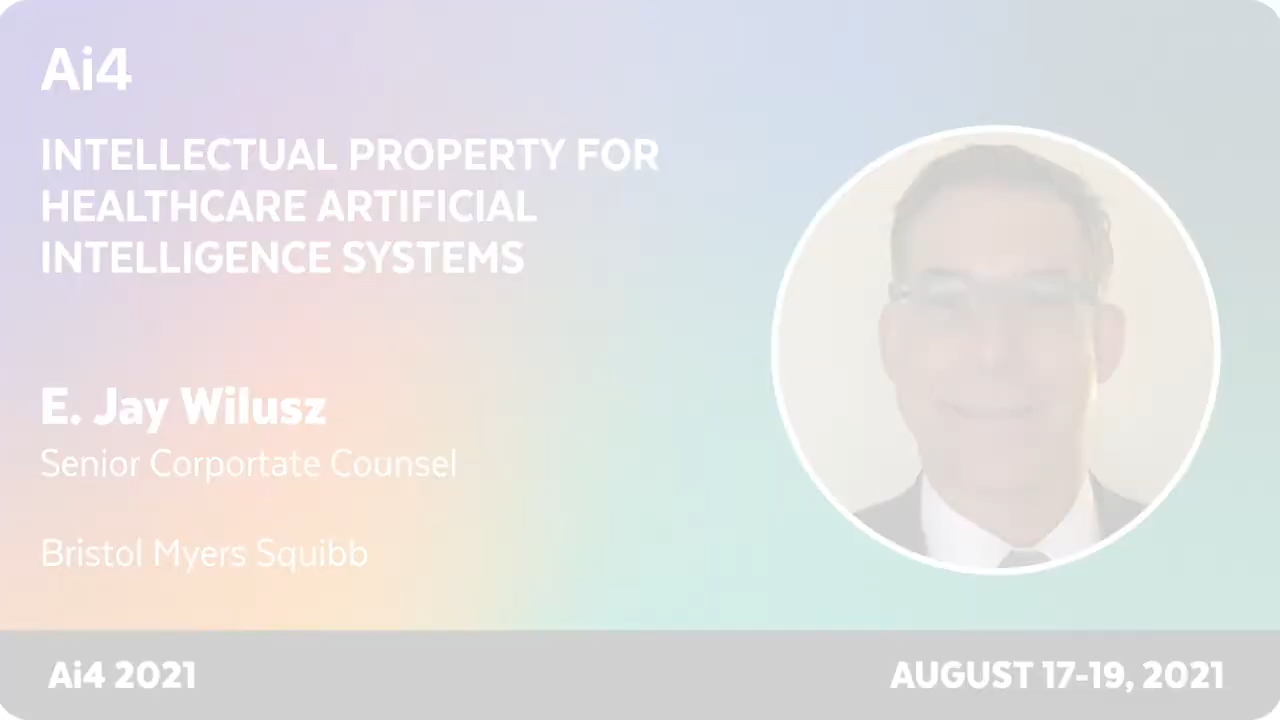 Ai4
INTELLECTUAL PROPERTY FOR
HEALTHCARE ARTIFICIAL
INTELLIGENCE SYSTEMS
E. Jay Wilusz
Senior Corportate Counsel
Bristol Myers Squibb
Ai4 2021
AUGUST 17-19, 2021